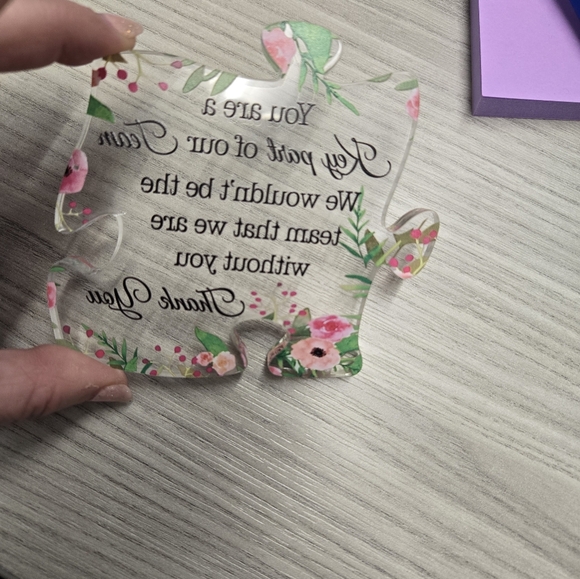 You are a
Key part of our Team
We wouldn't be the
team that we are
without you
Thank You